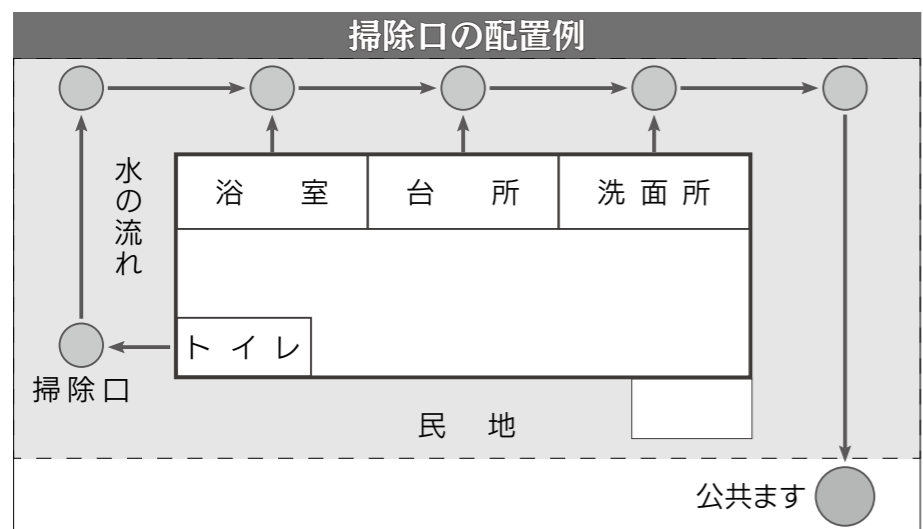 掃除口の配置例
水の流れ
浴室
台所
洗面所
トイレ
掃除口
民地
公共ます